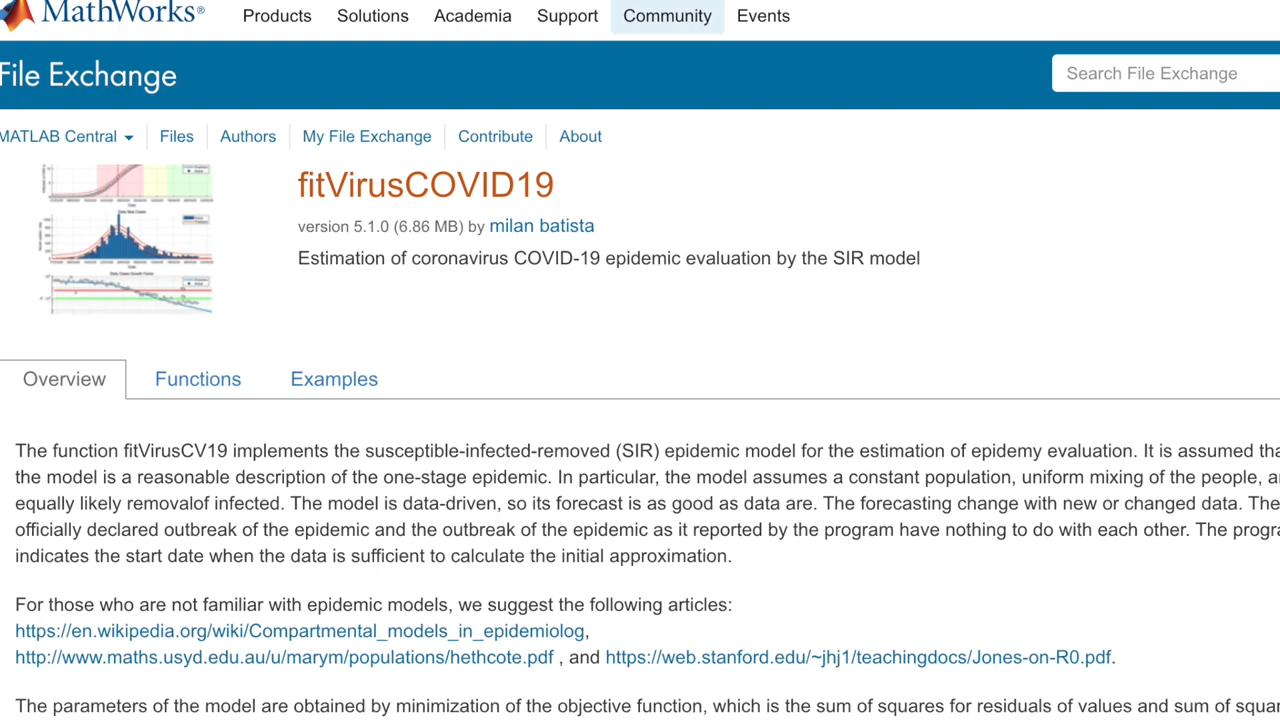 MathWorks®
Products Solutions Academia Support Community Events
File Exchange
Search File Exchange
MATLAB Central Files Authors My File Exchange Contribute About
fitVirusCOVID19
version 5.1.0 (6.86 MB) by milan batista
Estimation of coronavirus COVID-19 epidemic evaluation by the SIR model
Overview Functions Examples
The function fitVirusCV19 implements the susceptible-infected-removed (SIR) epidemic model for the estimation of epidemy evaluation. It is assumed
the model is a reasonable description of the one-stage epidemic. In particular, the model assumes a constant population, uniform mixing of the people,
equally likely removalof infected. The model is data-driven, so its forecast is as good as data are. The forecasting change with new or changed data. The
officially declared outbreak of the epidemic and the outbreak of the epidemic as it reported by the program have nothing to do with each other. The
indicates the start date when the data is sufficient to calculate the initial approximation.
For those who are not familiar with epidemic models, we suggest the following articles:
https://en.wikipedia.org/wiki/Compartmental_models_in_epidemiolog,
http://www.maths.usyd.edu.au/u/marym/populations/hethcote.pdf , and https://web.stanford.edu/~jhj1/teachingdocs/Jones-on-R0.pdf.
The parameters of the model are obtained by minimization of the objective function, which is the sum of squares for residuals of values and sum of